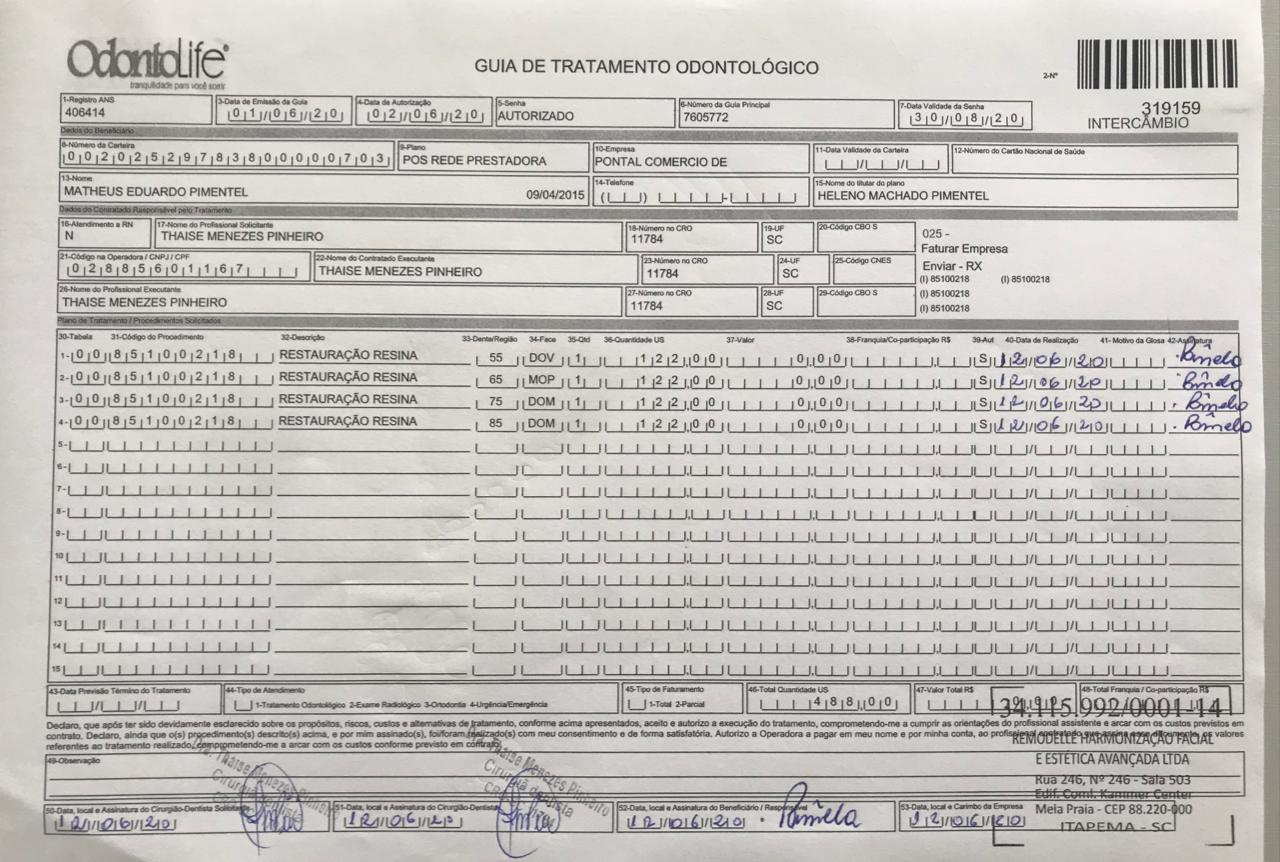 OdontoLife
tranquilidade para você sorrir
GUIA DE TRATAMENTO ODONTOLÓGICO
2-Nº
319159
INTERCÂMBIO
1-Registro ANS 3-Data de Emissão da Guia 4-Data de Autorização 5-Senha 6-Número da Guia Principal 7-Data Validade da Senha
406414 01/06/20 02/06/20 AUTORIZADO 7605772 30/08/20
Dados do Beneficiário
8-Número da Carteira 9-Plano 10-Empresa 11-Data Validade da Carteira 12-Número do Cartão Nacional de Saúde
00202529783800000703 POS REDE PRESTADORA PONTAL COMERCIO DE
13-Nome 14-Telefone 15-Nome do titular do plano
MATHEUS EDUARDO PIMENTEL 09/04/2015 HELENO MACHADO PIMENTEL
Dados do Contratado Responsável pelo Tratamento
16-Atendimento a RN 17-Nome do Profissional Solicitante 18-Número no CRO 19-UF 20-Código CBO S
N THAISE MENEZES PINHEIRO 11784 SC
025 -
Faturar Empresa
Enviar - RX
(I) 85100218 (I) 85100218
(I) 85100218
(I) 85100218
21-Código na Operadora / CNPJ / CPF 22-Nome do Contratado Executante 23-Número no CRO 24-UF 25-Código CNES
02885601167 THAISE MENEZES PINHEIRO 11784 SC
26-Nome do Profissional Executante 27-Número no CRO 28-UF 29-Código CBO S
THAISE MENEZES PINHEIRO 11784 SC
Plano de Tratamento / Procedimentos Solicitados
30-Tabela 31-Código do Procedimento 32-Descrição 33-Dente/Região 34-Face 35-Qtd 36-Quantidade US 37-Valor 38-Franquia/Co-participação R$ 39-Aut 40-Data de Realização 41- Motivo da Glosa 42-Assinatura
1- 00 85100218 RESTAURAÇÃO RESINA 55 DOV 1 122,00 0,00 S 12/06/20 Pâmela
2- 00 85100218 RESTAURAÇÃO RESINA 65 MOP 1 122,00 0,00 S 12/06/20 Pâmela
3- 00 85100218 RESTAURAÇÃO RESINA 75 DOM 1 122,00 0,00 S 12/06/20 Pâmela
4- 00 85100218 RESTAURAÇÃO RESINA 85 DOM 1 122,00 0,00 S 12/06/20 Pâmela
5-
6-
7-
8-
9-
10
11
12
13
14
15
43-Data Previsão Término do Tratamento 44-Tipo de Atendimento 45-Tipo de Faturamento 46-Total Quantidade US 47-Valor Total R$ 48-Total Franquia / Co-participação R$
1-Tratamento Odontológico 2-Exame Radiológico 3-Ortodontia 4-Urgência/Emergência 1-Total 2-Parcial 488,00
34.115.992/0001-14
Declaro, que após ter sido devidamente esclarecido sobre os propósitos, riscos, custos e alternativas de tratamento, conforme acima apresentados, aceito e autorizo a execução do tratamento, comprometendo-me a cumprir as orientações do profissional assistente e arcar com os custos previstos em
contrato. Declaro, ainda que o(s) procedimento(s) descrito(s) acima, e por mim assinado(s), foi/foram realizado(s) com meu consentimento e de forma satisfatória. Autorizo a Operadora a pagar em meu nome e por minha conta, ao profissional os valores
referentes ao tratamento realizado, comprometendo-me a arcar com os custos conforme previsto em contrato.
REMODELLE HARMONIZAÇÃO FACIAL
E ESTÉTICA AVANÇADA LTDA
Rua 246, Nº 246 - Sala 503
Edif. Coml. Kammer Center
Meia Praia - CEP 88.220-000
ITAPEMA - SC
49-Observação
Dra. Thaise Menezes Pinheiro
Cirurgiã
Thaise Menezes Pinheiro
Cirurgiã dentista
50-Data, local e Assinatura do Cirurgião-Dentista Solicitante 51-Data, local e Assinatura do Cirurgião-Dentista 52-Data, local e Assinatura do Beneficiário / Responsável 53-Data, local e Carimbo da Empresa
12/06/20 12/06/20 12/06/20 Pâmela 12/06/20